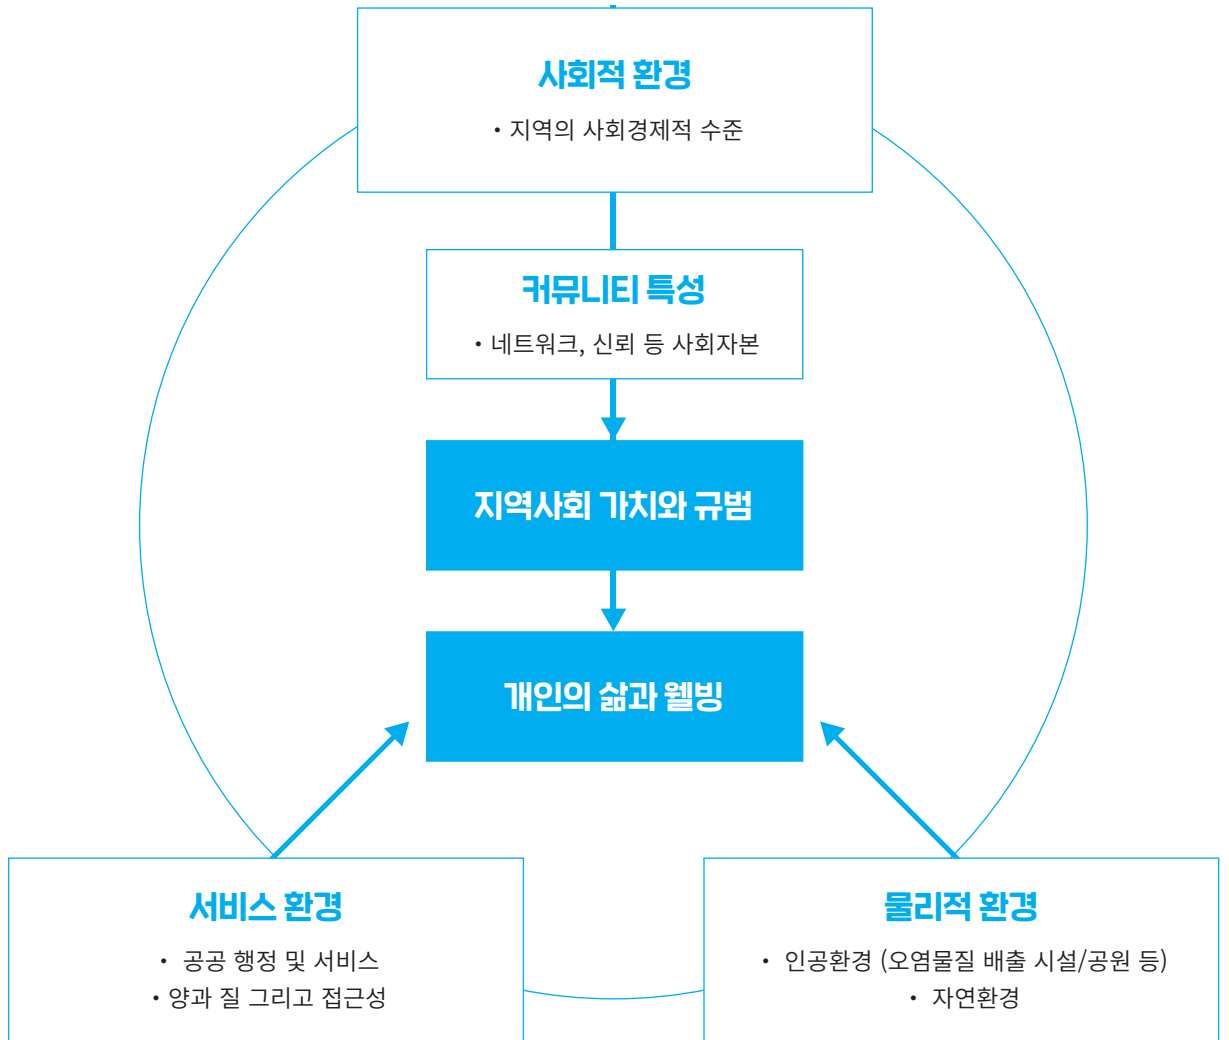 사회적 환경
• 지역의 사회경제적 수준
커뮤니티 특성
• 네트워크, 신뢰 등 사회자본
지역사회 가치와 규범
개인의 삶과 웰빙
서비스 환경
• 공공 행정 및 서비스
• 양과 질 그리고 접근성
물리적 환경
• 인공환경 (오염물질 배출 시설/공원 등)
• 자연환경